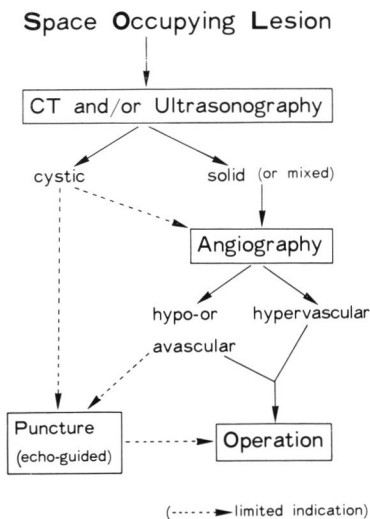 Space Occupying Lesion
CT and/or Ultrasonography
cystic
solid (or mixed)
Angiography
hypo-or
avascular
hypervascular
Puncture
(echo-guided)
Operation
(------►limited indication)